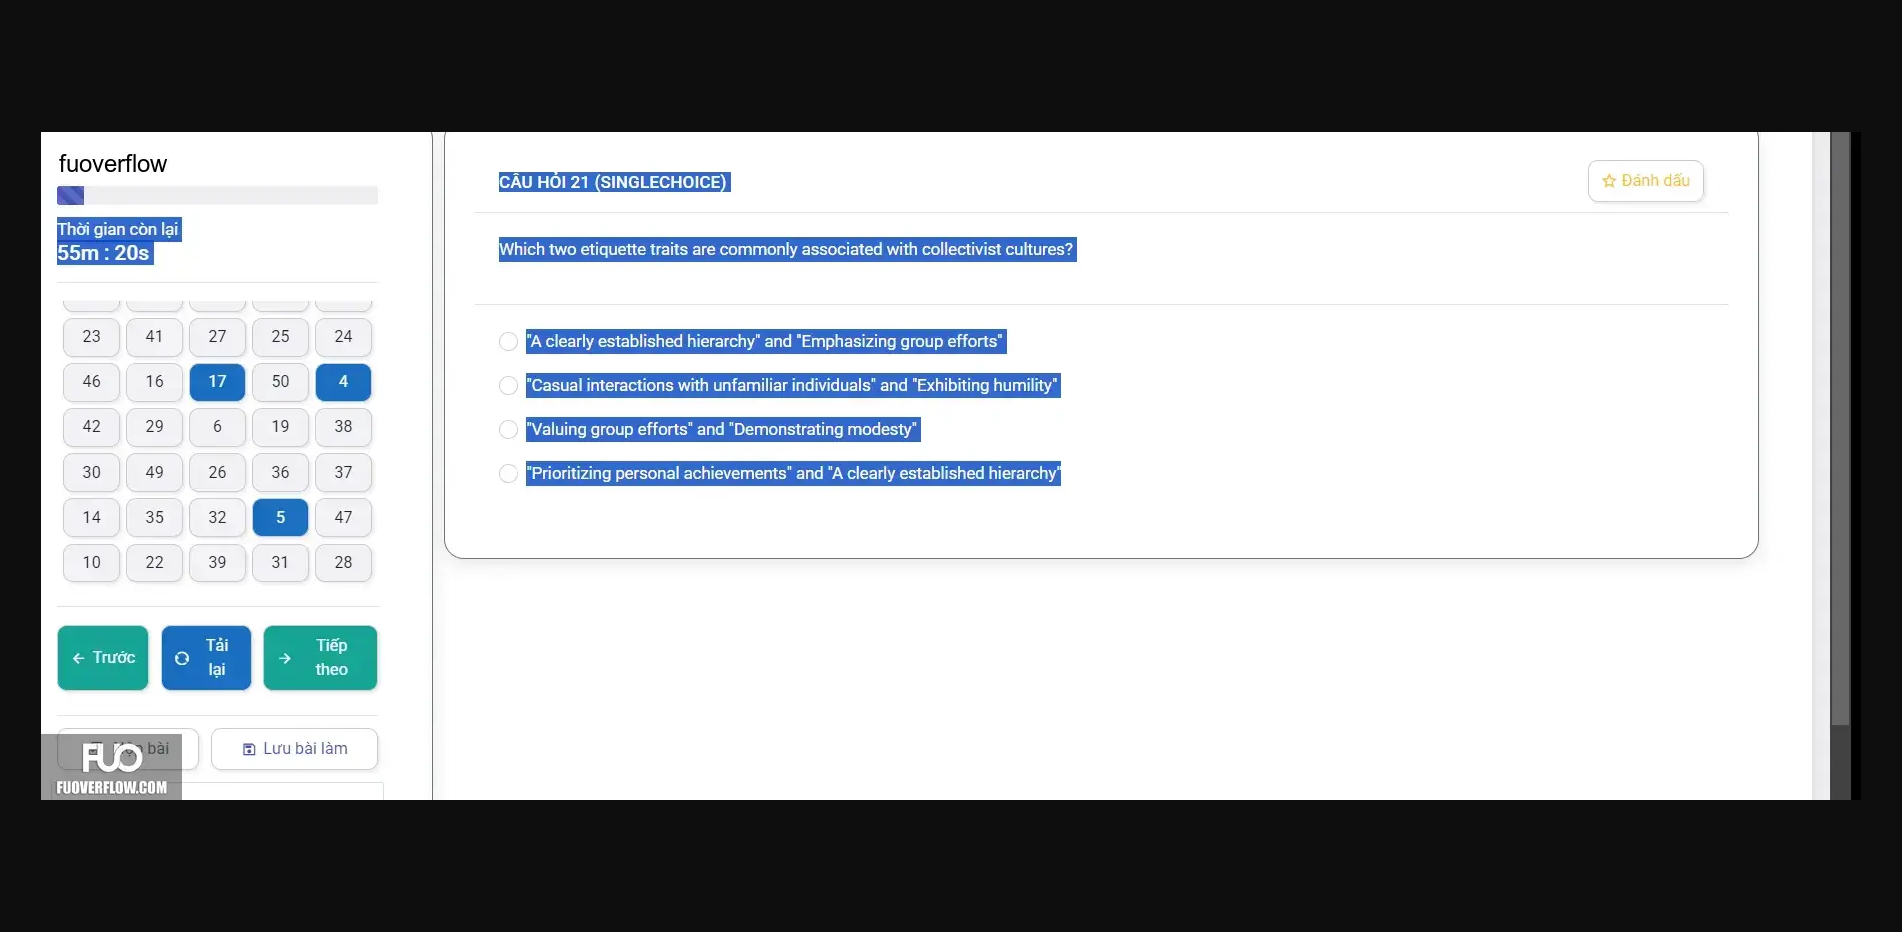 fuoverflow
Thời gian còn lại
55m : 20s
23 41 27 25 24
46 16 17 50 4
42 29 6 19 38
30 49 26 36 37
14 35 32 5 47
10 22 39 31 28
Trước
Tải lại
Tiếp theo
bài
Lưu bài làm
FUO
FUOVERFLOW.COM
CÂU HỎI 21 (SINGLECHOICE)
Đánh dấu
Which two etiquette traits are commonly associated with collectivist cultures?
"A clearly established hierarchy" and "Emphasizing group efforts"
"Casual interactions with unfamiliar individuals" and "Exhibiting humility"
"Valuing group efforts" and "Demonstrating modesty"
"Prioritizing personal achievements" and "A clearly established hierarchy"